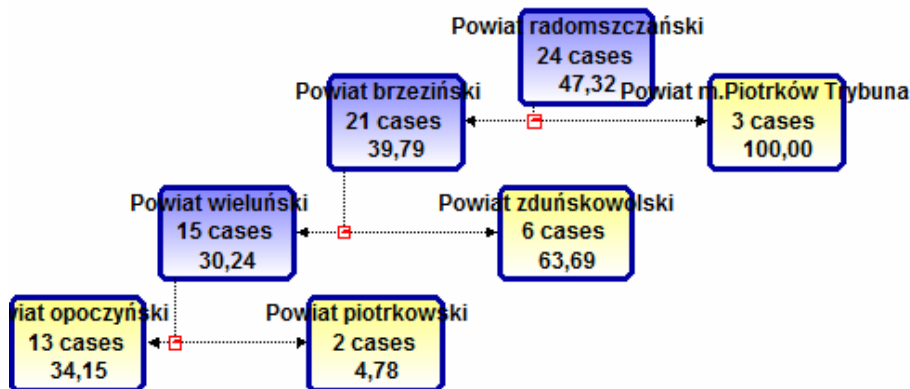 Powiat radomszczański
24 cases
47,32
Powiat brzeziński
21 cases
39,79
Powiat m.Piotrków Trybuna
3 cases
100,00
Powiat wieluński
15 cases
30,24
Powiat zduńskowolski
6 cases
63,69
viat opoczyński
13 cases
34,15
Powiat piotrkowski
2 cases
4,78